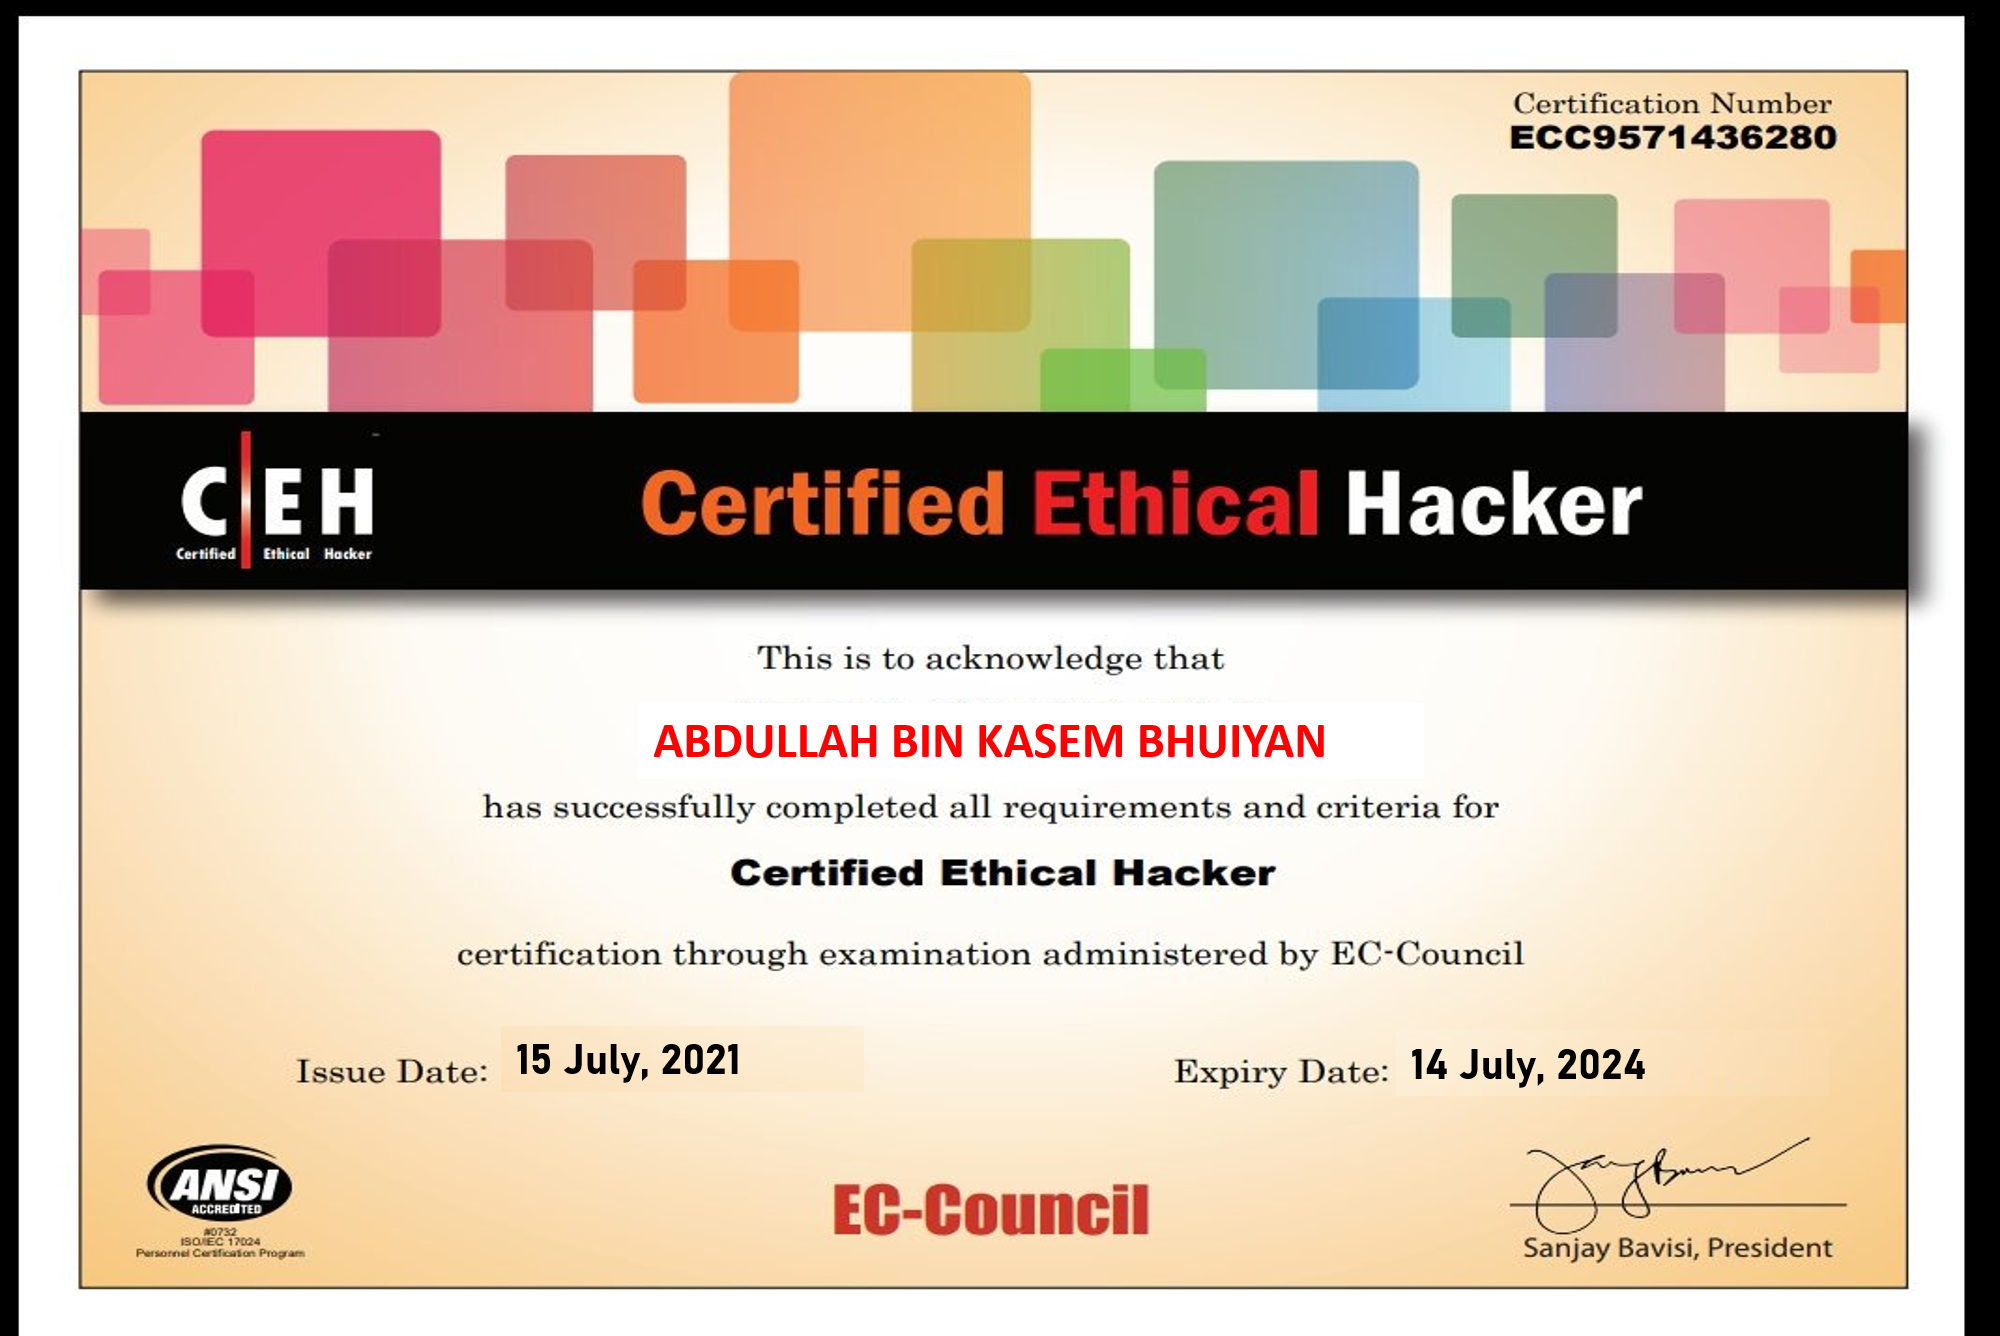 Certification Number
ECC9571436280
C|EH
Certified Ethical Hacker
Certified Ethical Hacker
This is to acknowledge that
ABDULLAH BIN KASEM BHUIYAN
has successfully completed all requirements and criteria for
Certified Ethical Hacker
certification through examination administered by EC-Council
Issue Date: 15 July, 2021
Expiry Date: 14 July, 2024
ANSI
ACCREDITED
#0732
ISO/IEC 17024
Personnel Certification Program
EC-Council
Sanjay Bavisi, President